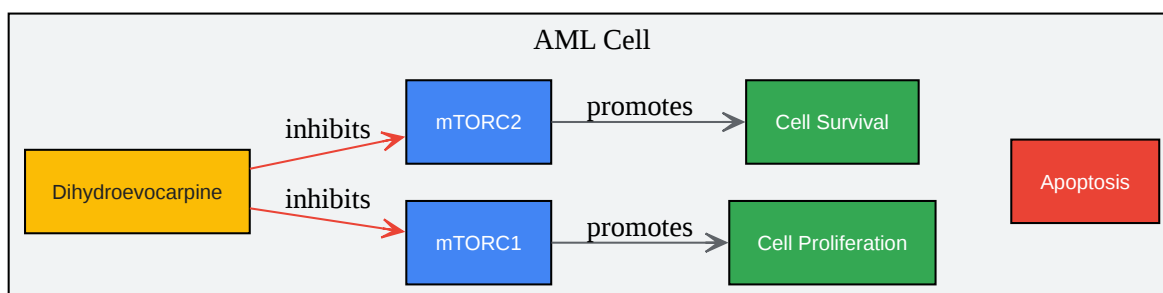 AML Cell
inhibits
mTORC2
promotes
Cell Survival
Dihydroevocarpine
Apoptosis
inhibits
mTORC1
promotes
Cell Proliferation